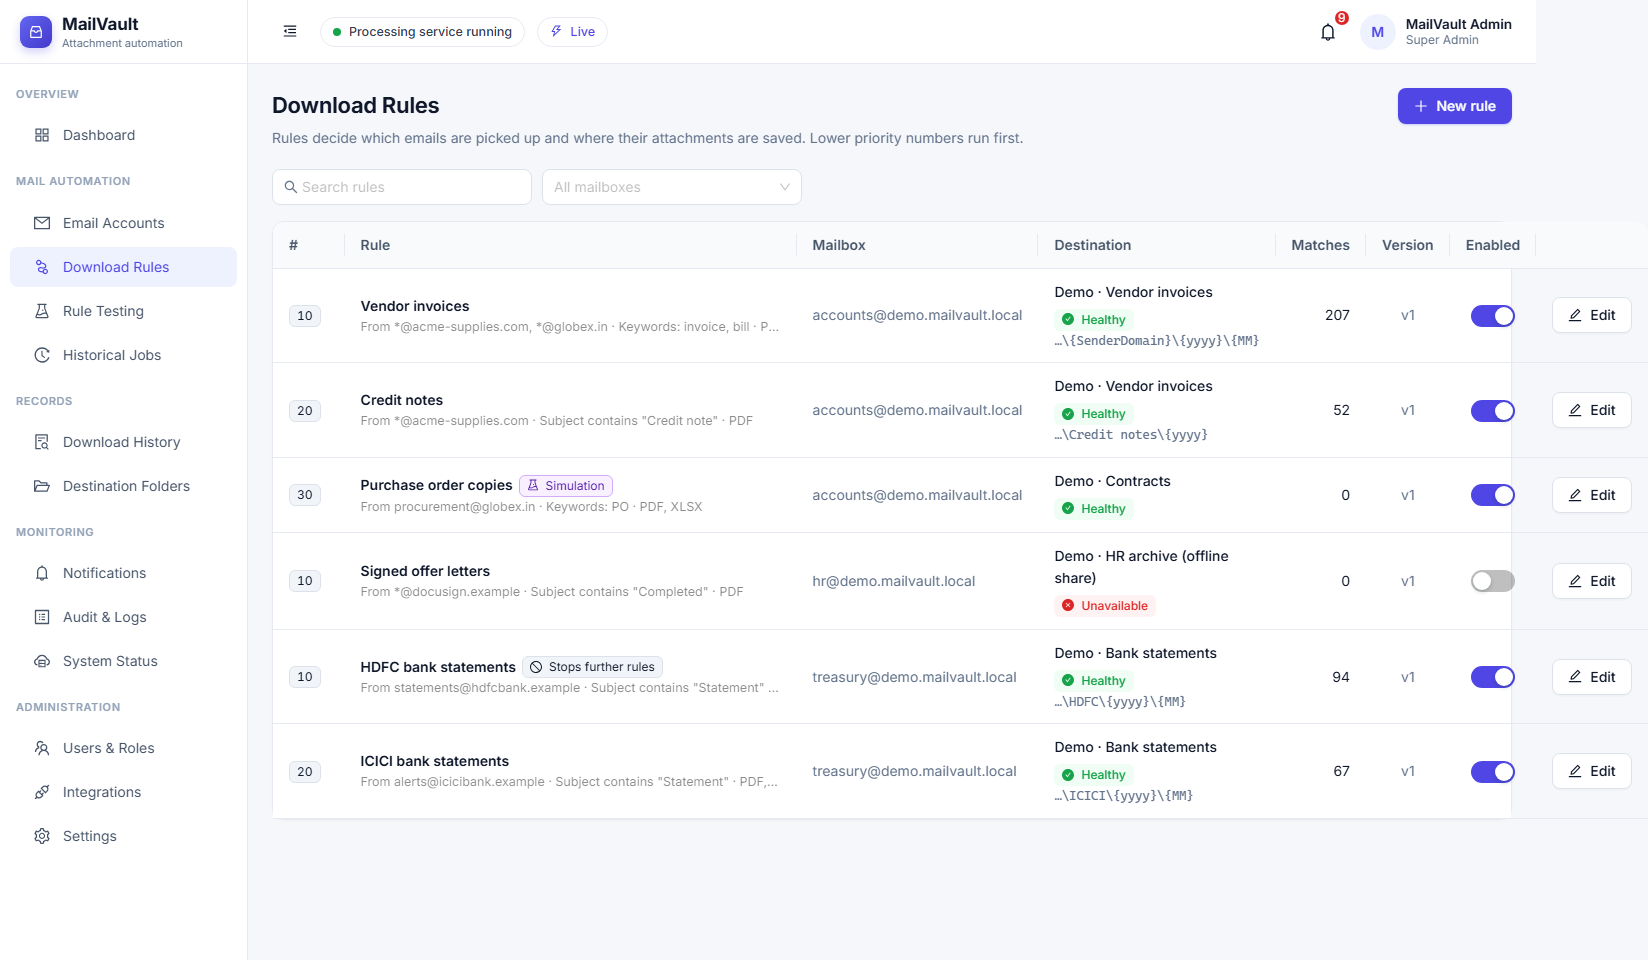 MailVault
Attachment automation
Processing service running
Live
9
M
MailVault Admin
Super Admin
OVERVIEW
Dashboard
MAIL AUTOMATION
Email Accounts
Download Rules
Rule Testing
Historical Jobs
RECORDS
Download History
Destination Folders
MONITORING
Notifications
Audit & Logs
System Status
ADMINISTRATION
Users & Roles
Integrations
Settings
Download Rules
New rule
Rules decide which emails are picked up and where their attachments are saved. Lower priority numbers run first.
Search rules
All mailboxes
# Rule Mailbox Destination Matches Version Enabled
10
Vendor invoices
From *@acme-supplies.com, *@globex.in · Keywords: invoice, bill · P...
accounts@demo.mailvault.local
Demo · Vendor invoices
Healthy
…\{SenderDomain}\{yyyy}\{MM}
207
v1
Edit
20
Credit notes
From *@acme-supplies.com · Subject contains "Credit note" · PDF
accounts@demo.mailvault.local
Demo · Vendor invoices
Healthy
…\Credit notes\{yyyy}
52
v1
Edit
30
Purchase order copies Simulation
From procurement@globex.in · Keywords: PO · PDF, XLSX
accounts@demo.mailvault.local
Demo · Contracts
Healthy
0
v1
Edit
10
Signed offer letters
From *@docusign.example · Subject contains "Completed" · PDF
hr@demo.mailvault.local
Demo · HR archive (offline
share)
Unavailable
0
v1
Edit
10
HDFC bank statements Stops further rules
From statements@hdfcbank.example · Subject contains "Statement" ...
treasury@demo.mailvault.local
Demo · Bank statements
Healthy
…\HDFC\{yyyy}\{MM}
94
v1
Edit
20
ICICI bank statements
From alerts@icicibank.example · Subject contains "Statement" · PDF,...
treasury@demo.mailvault.local
Demo · Bank statements
Healthy
…\ICICI\{yyyy}\{MM}
67
v1
Edit